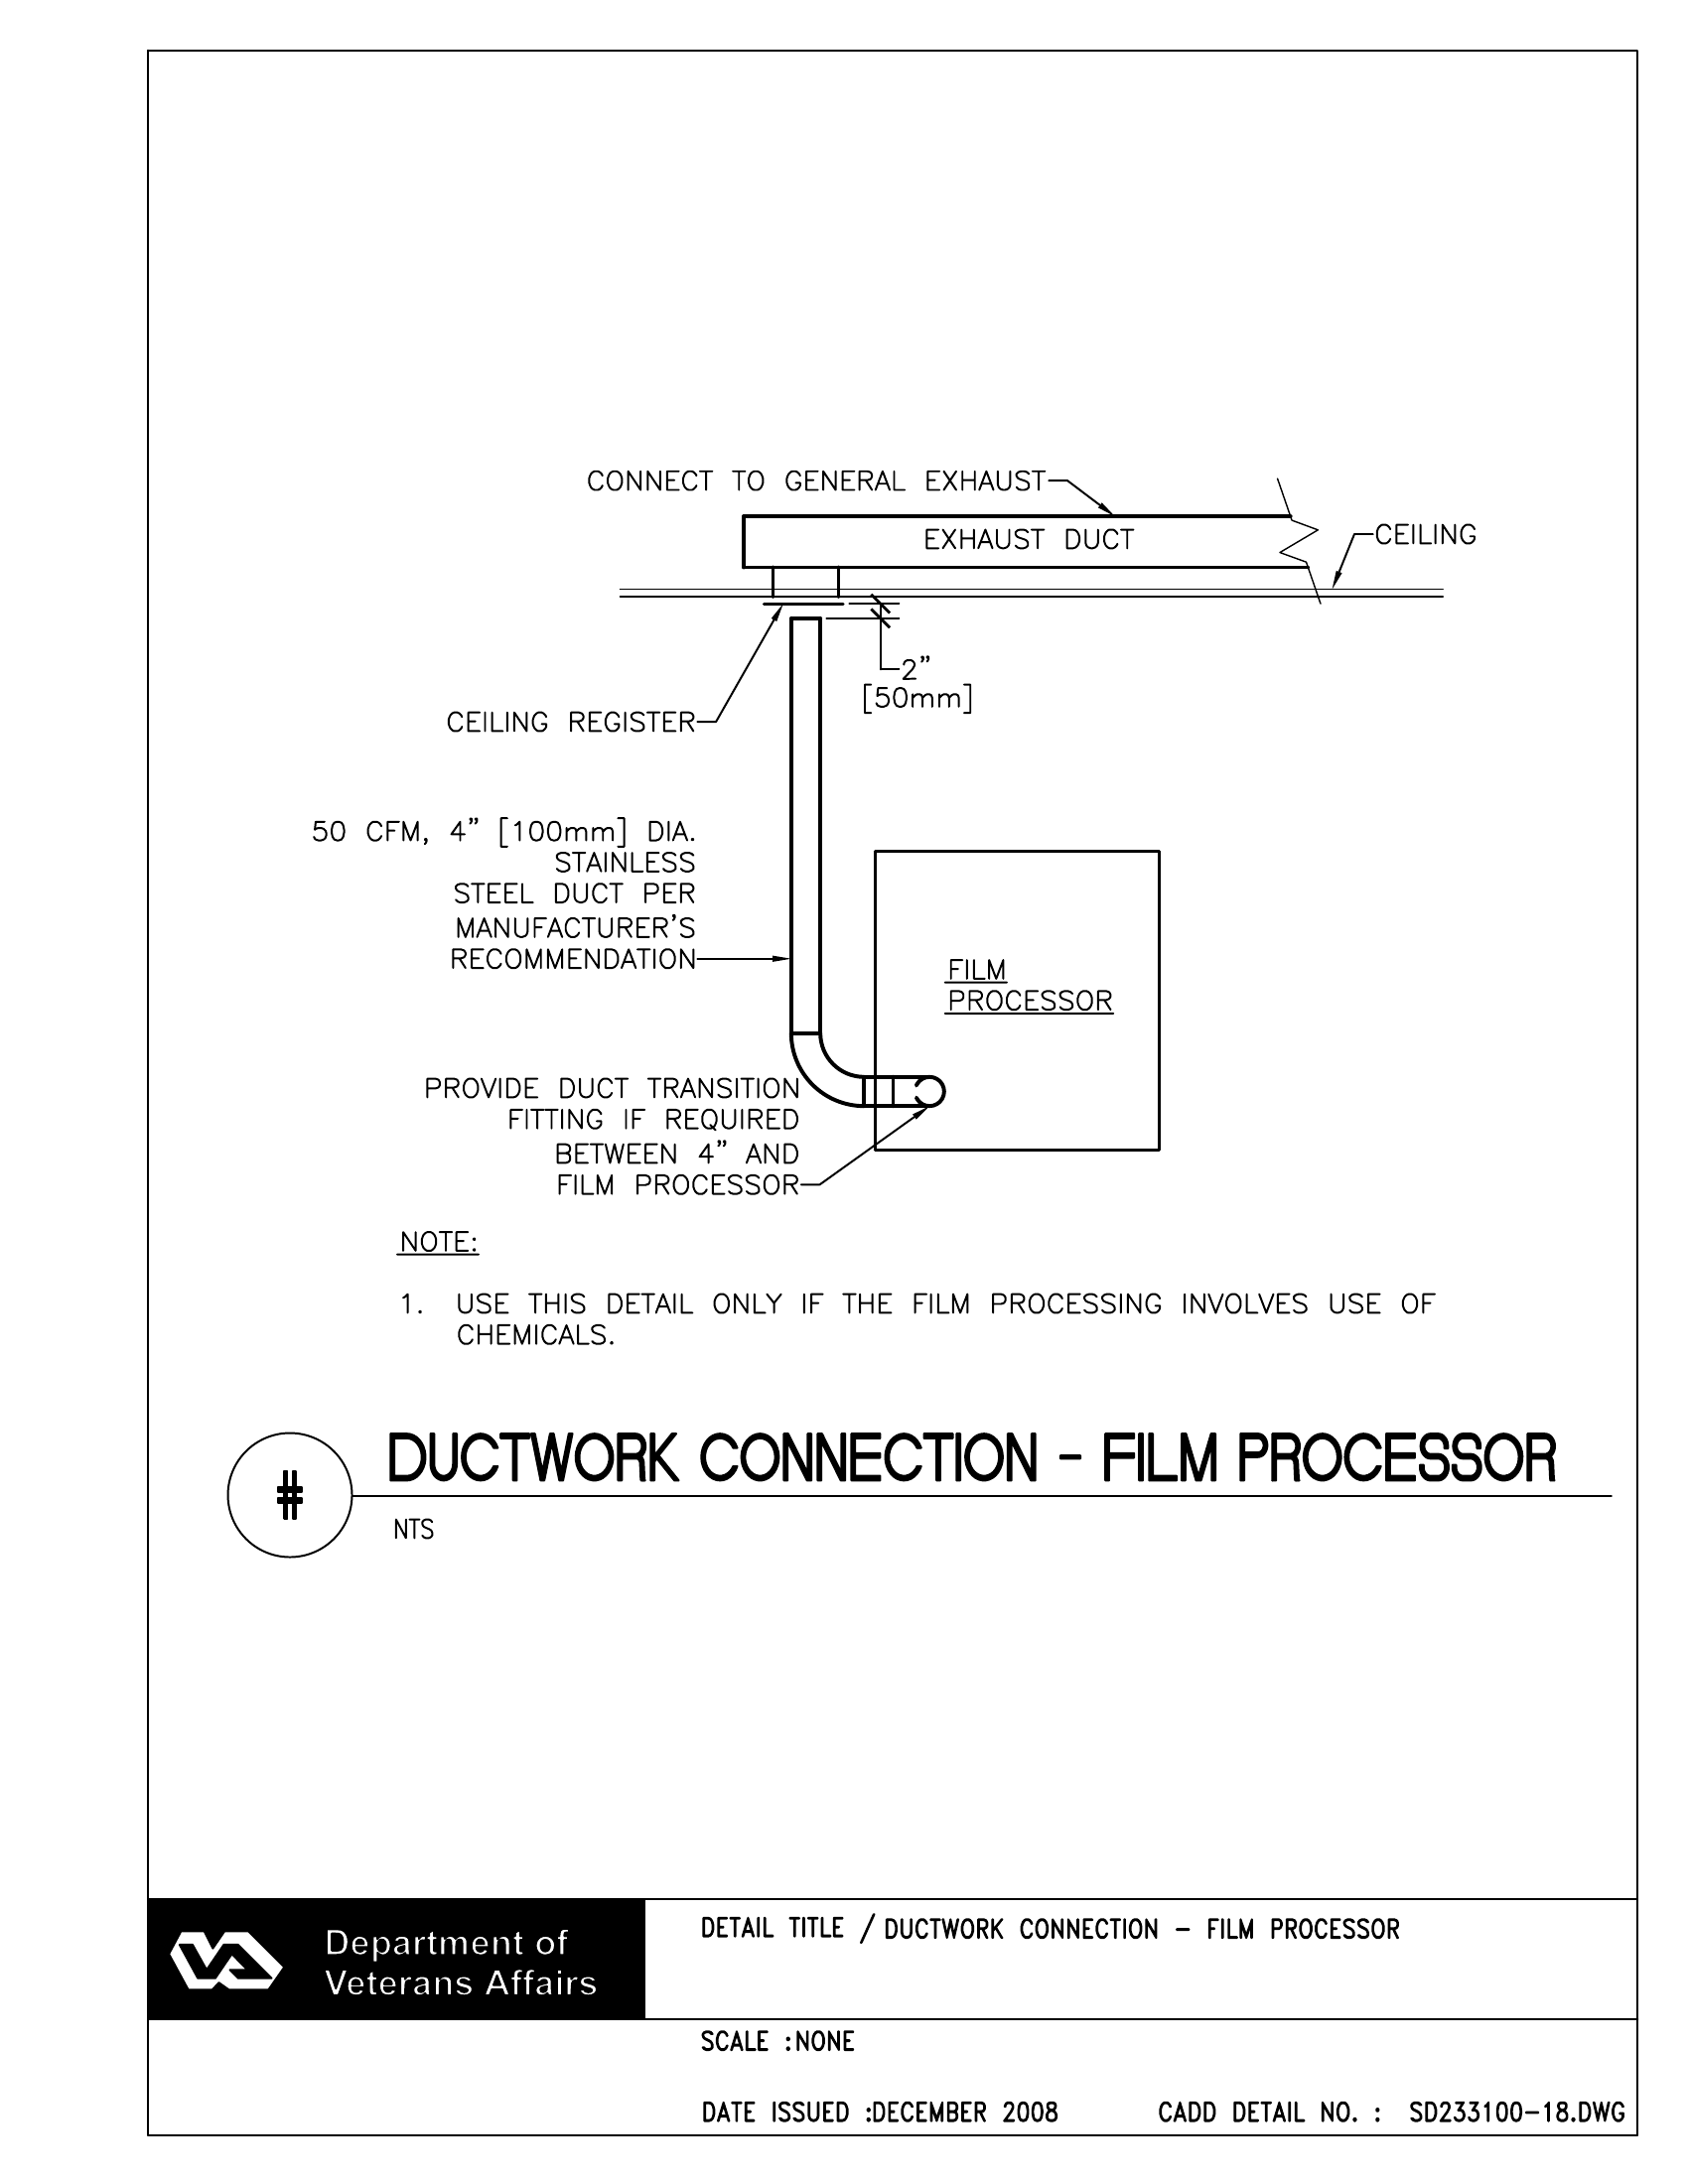 CONNECT TO GENERAL EXHAUST
EXHAUST DUCT
CEILING
2"
[50mm]
CEILING REGISTER
50 CFM, 4" [100mm] DIA.
STAINLESS
STEEL DUCT PER
MANUFACTURER'S
RECOMMENDATION
FILM
PROCESSOR
PROVIDE DUCT TRANSITION
FITTING IF REQUIRED
BETWEEN 4" AND
FILM PROCESSOR
NOTE:
1. USE THIS DETAIL ONLY IF THE FILM PROCESSING INVOLVES USE OF
CHEMICALS.
# DUCTWORK CONNECTION - FILM PROCESSOR
NTS
Department of
Veterans Affairs
DETAIL TITLE / DUCTWORK CONNECTION - FILM PROCESSOR
SCALE :NONE
DATE ISSUED :DECEMBER 2008 CADD DETAIL NO. : SD233100-18.DWG